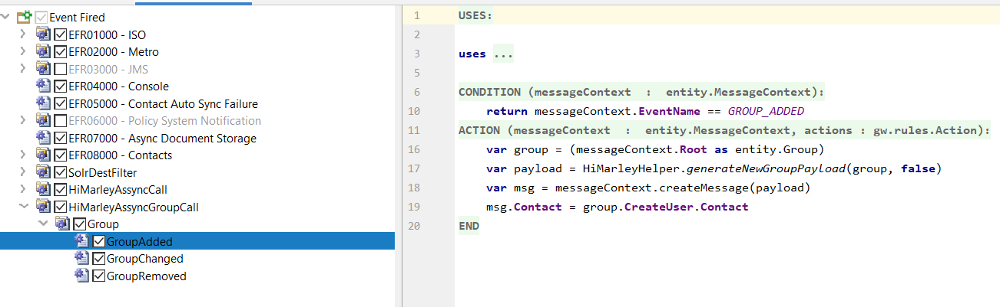 Event Fired
EFR01000 - ISO
EFR02000 - Metro
EFR03000 - JMS
EFR04000 - Console
EFR05000 - Contact Auto Sync Failure
EFR06000 - Policy System Notification
EFR07000 - Async Document Storage
EFR08000 - Contacts
SolrDestFilter
HiMarleyAssyncCall
HiMarleyAssyncGroupCall
Group
GroupAdded
GroupChanged
GroupRemoved
1 USES:
2
3 uses ...
5
6 CONDITION (messageContext : entity.MessageContext):
10 return messageContext.EventName == GROUP_ADDED
11 ACTION (messageContext : entity.MessageContext, actions : gw.rules.Action):
16 var group = (messageContext.Root as entity.Group)
17 var payload = HiMarleyHelper.generateNewGroupPayload(group, false)
18 var msg = messageContext.createMessage(payload)
19 msg.Contact = group.CreateUser.Contact
20 END